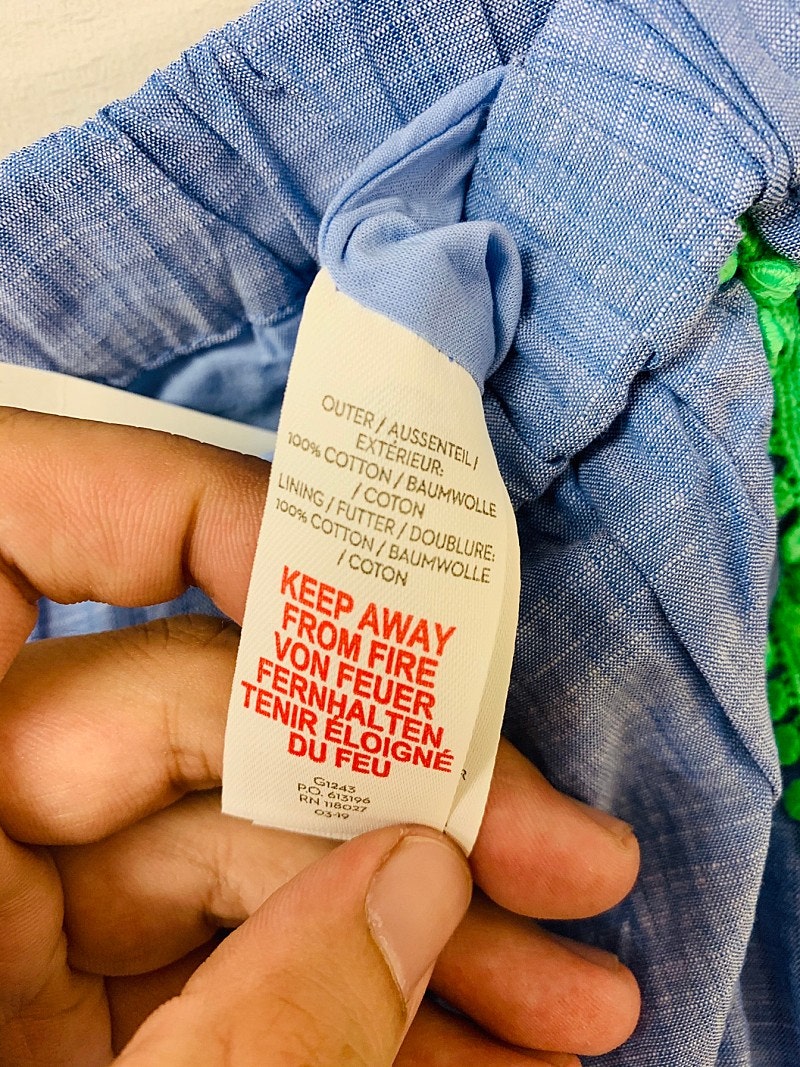 OUTER / AUSSENTEIL /
EXTÉRIEUR:
100% COTTON / BAUMWOLLE
/ COTON
LINING / FUTTER / DOUBLURE:
100% COTTON / BAUMWOLLE
/ COTON
KEEP AWAY
FROM FIRE
VON FEUER
FERNHALTEN
TENIR ÉLOIGNÉ
DU FEU
G1243
P.O. 613196
RN 118027
03-19
R